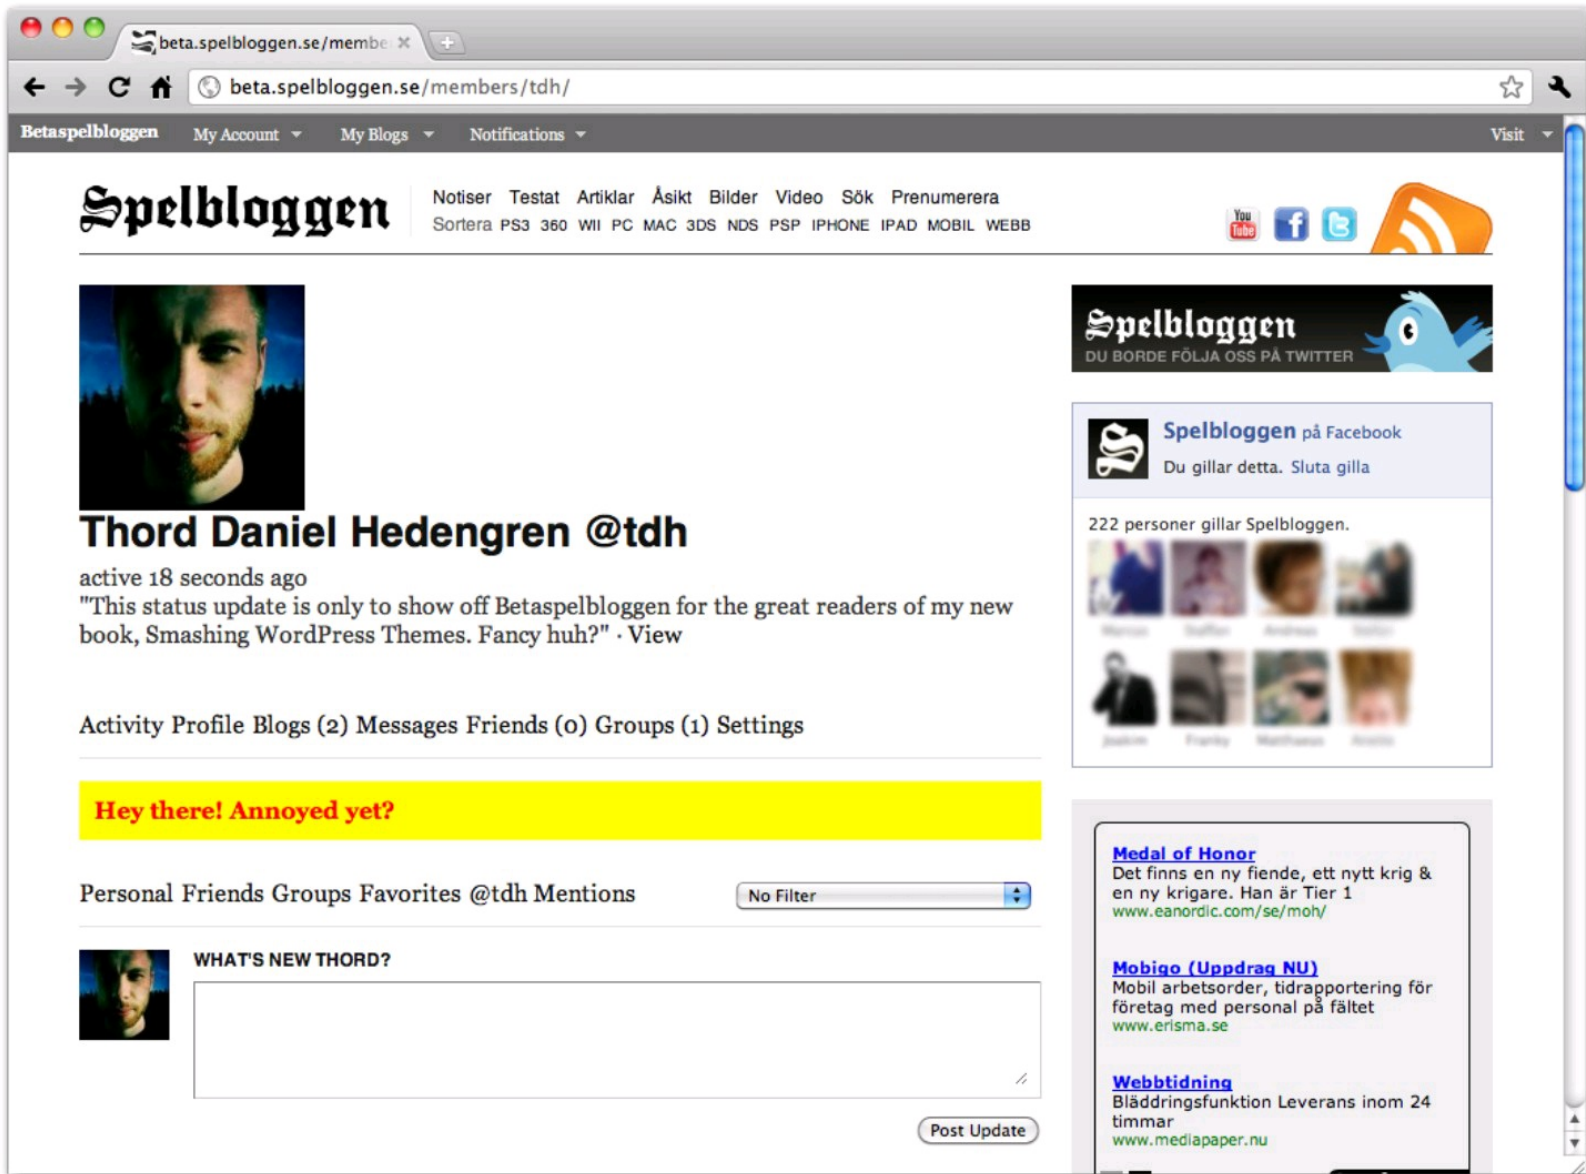 beta.spelbloggen.se/membe
beta.spelbloggen.se/members/tdh/
Betaspelbloggen My Account My Blogs Notifications Visit
Spelbloggen
Notiser Testat Artiklar Åsikt Bilder Video Sök Prenumerera
Sortera PS3 360 WII PC MAC 3DS NDS PSP IPHONE IPAD MOBIL WEBB
You
Tube
Thord Daniel Hedengren @tdh
active 18 seconds ago
"This status update is only to show off Betaspelbloggen for the great readers of my new
book, Smashing WordPress Themes. Fancy huh?" · View
Activity Profile Blogs (2) Messages Friends (0) Groups (1) Settings
Hey there! Annoyed yet?
Personal Friends Groups Favorites @tdh Mentions
No Filter
WHAT'S NEW THORD?
Post Update
Spelbloggen
DU BORDE FÖLJA OSS PÅ TWITTER
Spelbloggen på Facebook
Du gillar detta. Sluta gilla
222 personer gillar Spelbloggen.
Medal of Honor
Det finns en ny fiende, ett nytt krig &
en ny krigare. Han är Tier 1
www.eanordic.com/se/moh/
Mobigo (Uppdrag NU)
Mobil arbetsorder, tidrapportering för
företag med personal på fältet
www.erisma.se
Webbtidning
Bläddringsfunktion Leverans inom 24
timmar
www.mediapaper.nu